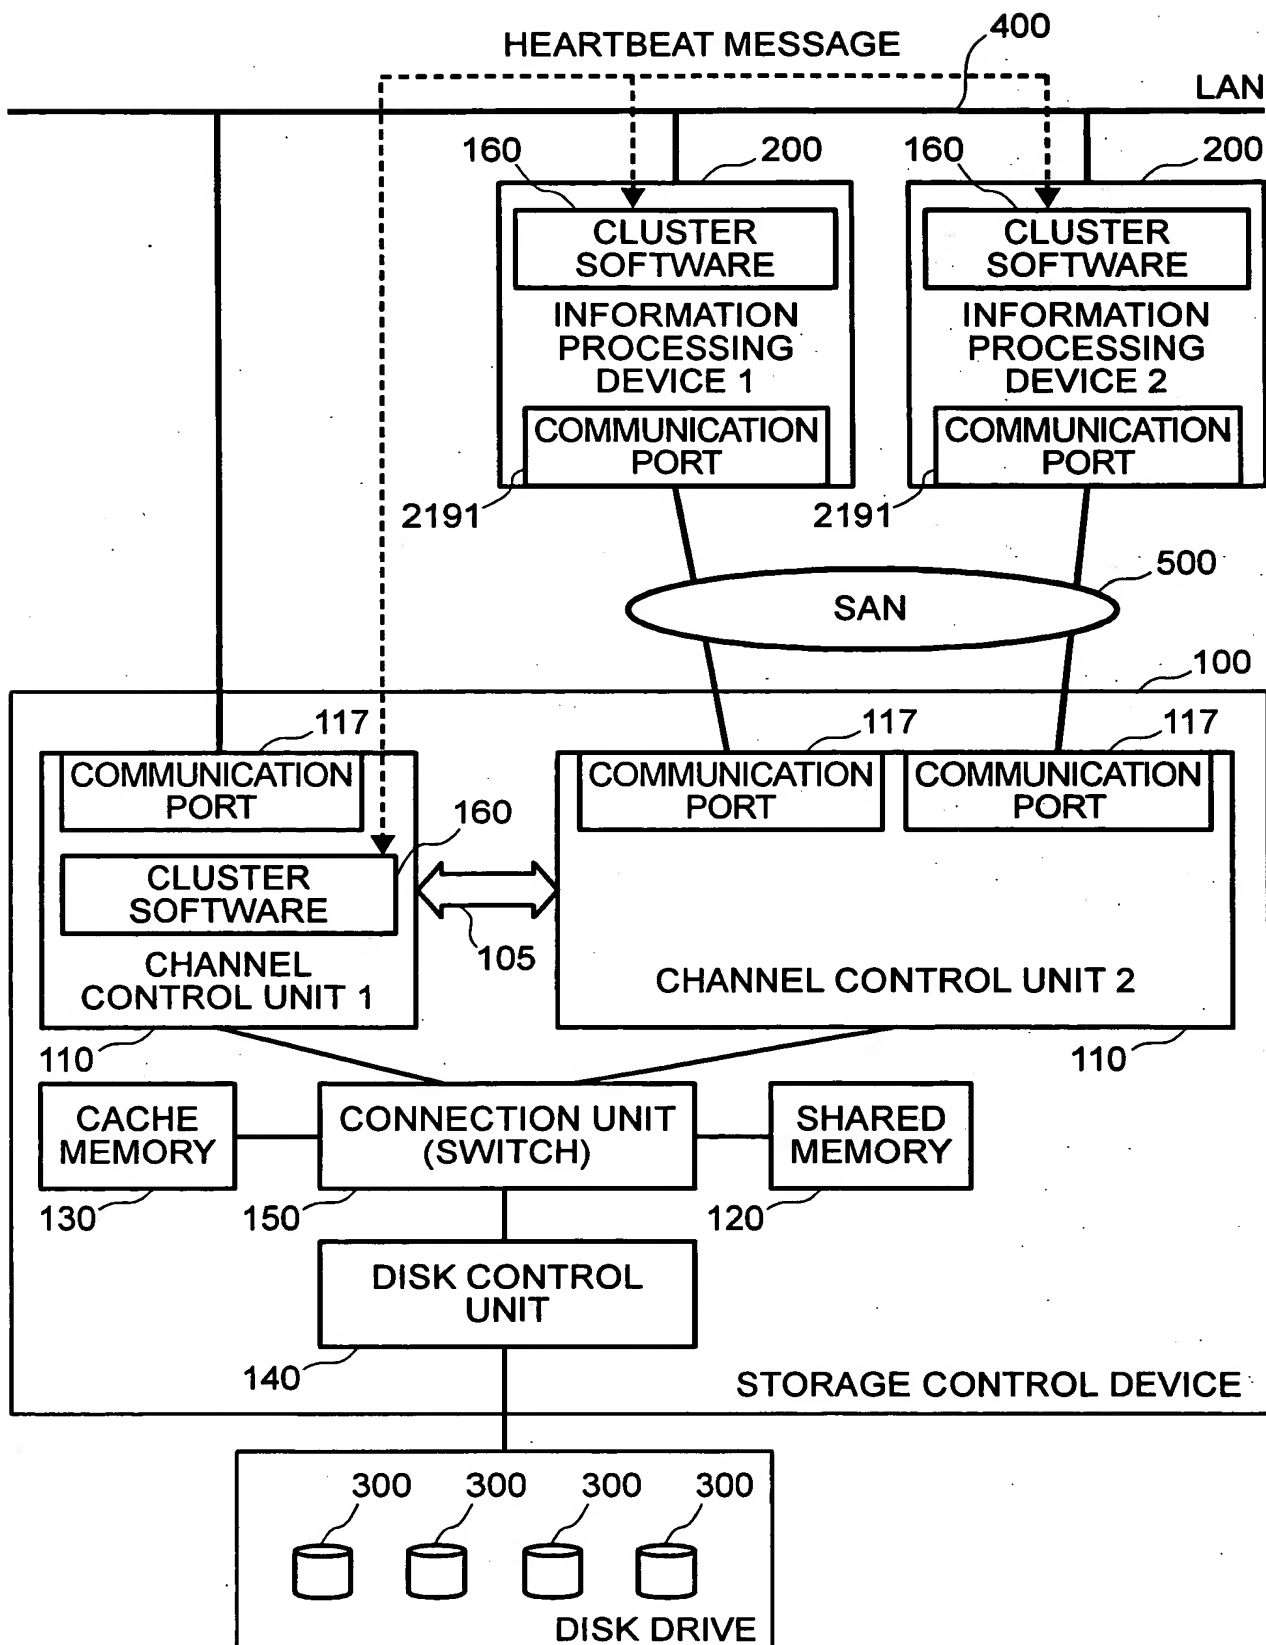 HEARTBEAT MESSAGE
400
LAN
160
200
160
200
CLUSTER
SOFTWARE
CLUSTER
SOFTWARE
INFORMATION
PROCESSING
DEVICE 1
INFORMATION
PROCESSING
DEVICE 2
COMMUNICATION
PORT
COMMUNICATION
PORT
2191
2191
500
SAN
100
117
117
117
COMMUNICATION
PORT
COMMUNICATION
PORT
COMMUNICATION
PORT
160
CLUSTER
SOFTWARE
105
CHANNEL
CONTROL UNIT 1
CHANNEL CONTROL UNIT 2
110
110
CACHE
MEMORY
CONNECTION UNIT
(SWITCH)
SHARED
MEMORY
130
150
120
DISK CONTROL
UNIT
140
STORAGE CONTROL DEVICE
300
300
300
300
DISK DRIVE